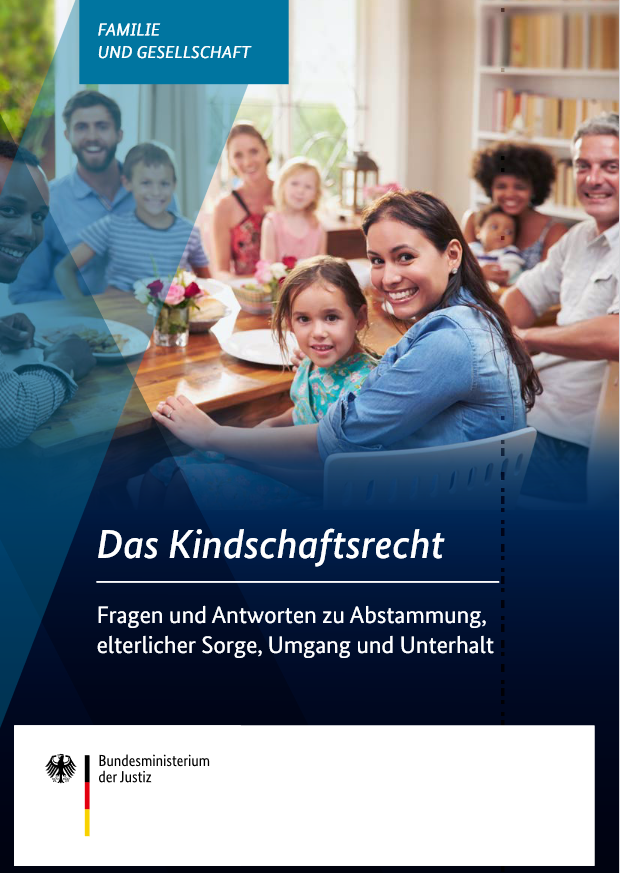 FAMILIE
UND GESELLSCHAFT
Das Kindschaftsrecht
Fragen und Antworten zu Abstammung,
elterlicher Sorge, Umgang und Unterhalt
Bundesministerium
der Justiz